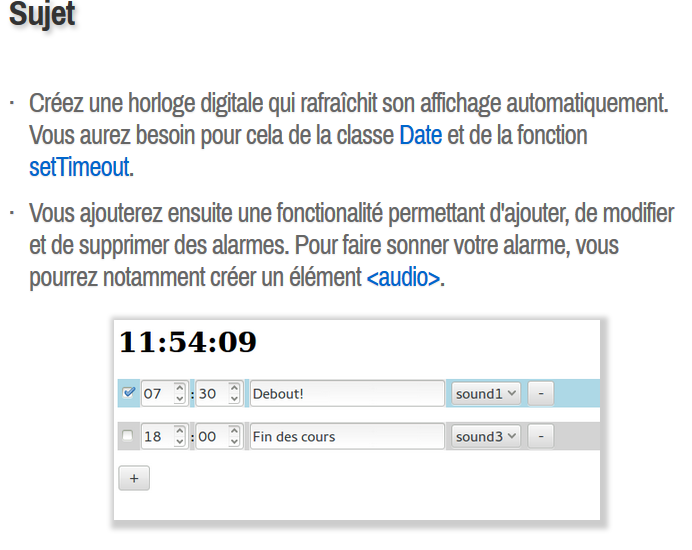 Sujet
· Créez une horloge digitale qui rafraîchit son affichage automatiquement.
Vous aurez besoin pour cela de la classe Date et de la fonction
setTimeout.
· Vous ajouterez ensuite une fonctionalité permettant d'ajouter, de modifier
et de supprimer des alarmes. Pour faire sonner votre alarme, vous
pourrez notamment créer un élément <audio>.
11:54:09
07 : 30 Debout! sound1 -
18 : 00 Fin des cours sound3 -
+